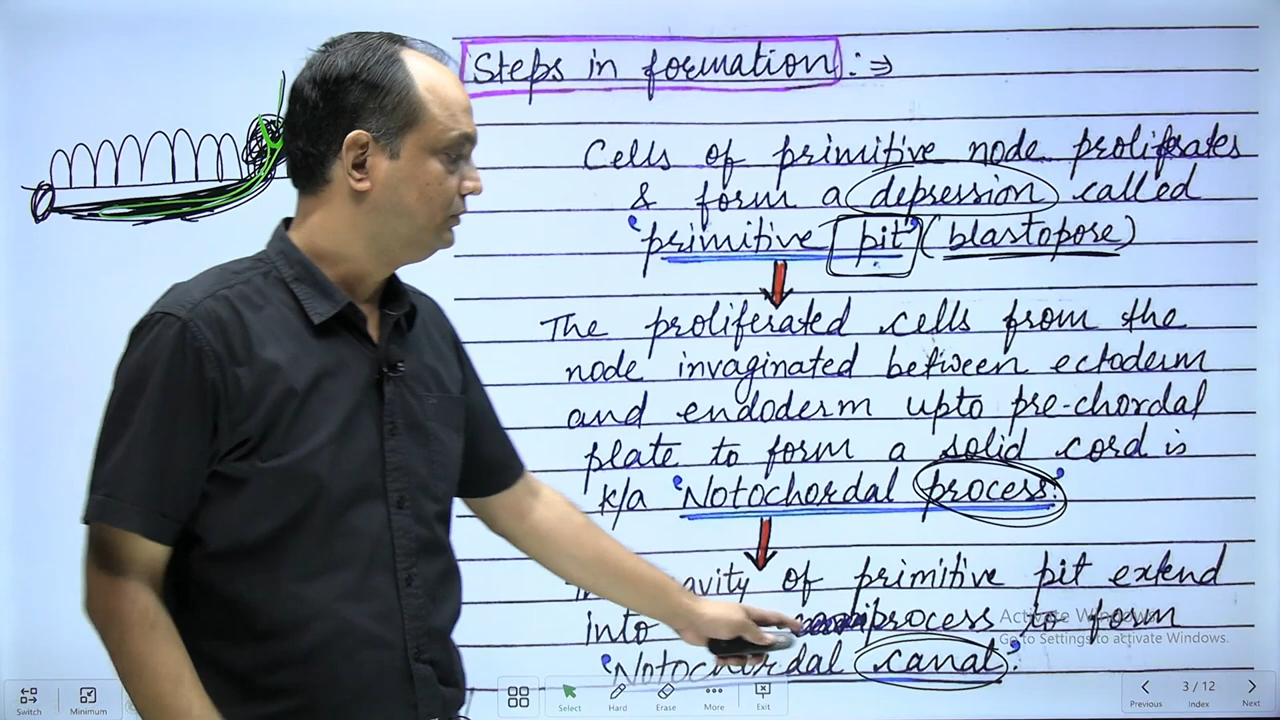 Steps in formation :⇒
Cells of primitive node proliferates
& form a depression called
'primitive pit' (blastopore)
The proliferated cells from the
node invaginated between ectoderm
and endoderm upto pre-chordal
plate to form a solid cord is
k/a 'Notochordal process.'
of primitive pit extend
into process to form
'Notochordal canal.'
Activate Windows
Go to Settings to activate Windows.
Switch Minimum Select Hard Erase More Exit Previous 3 / 12 Index Next